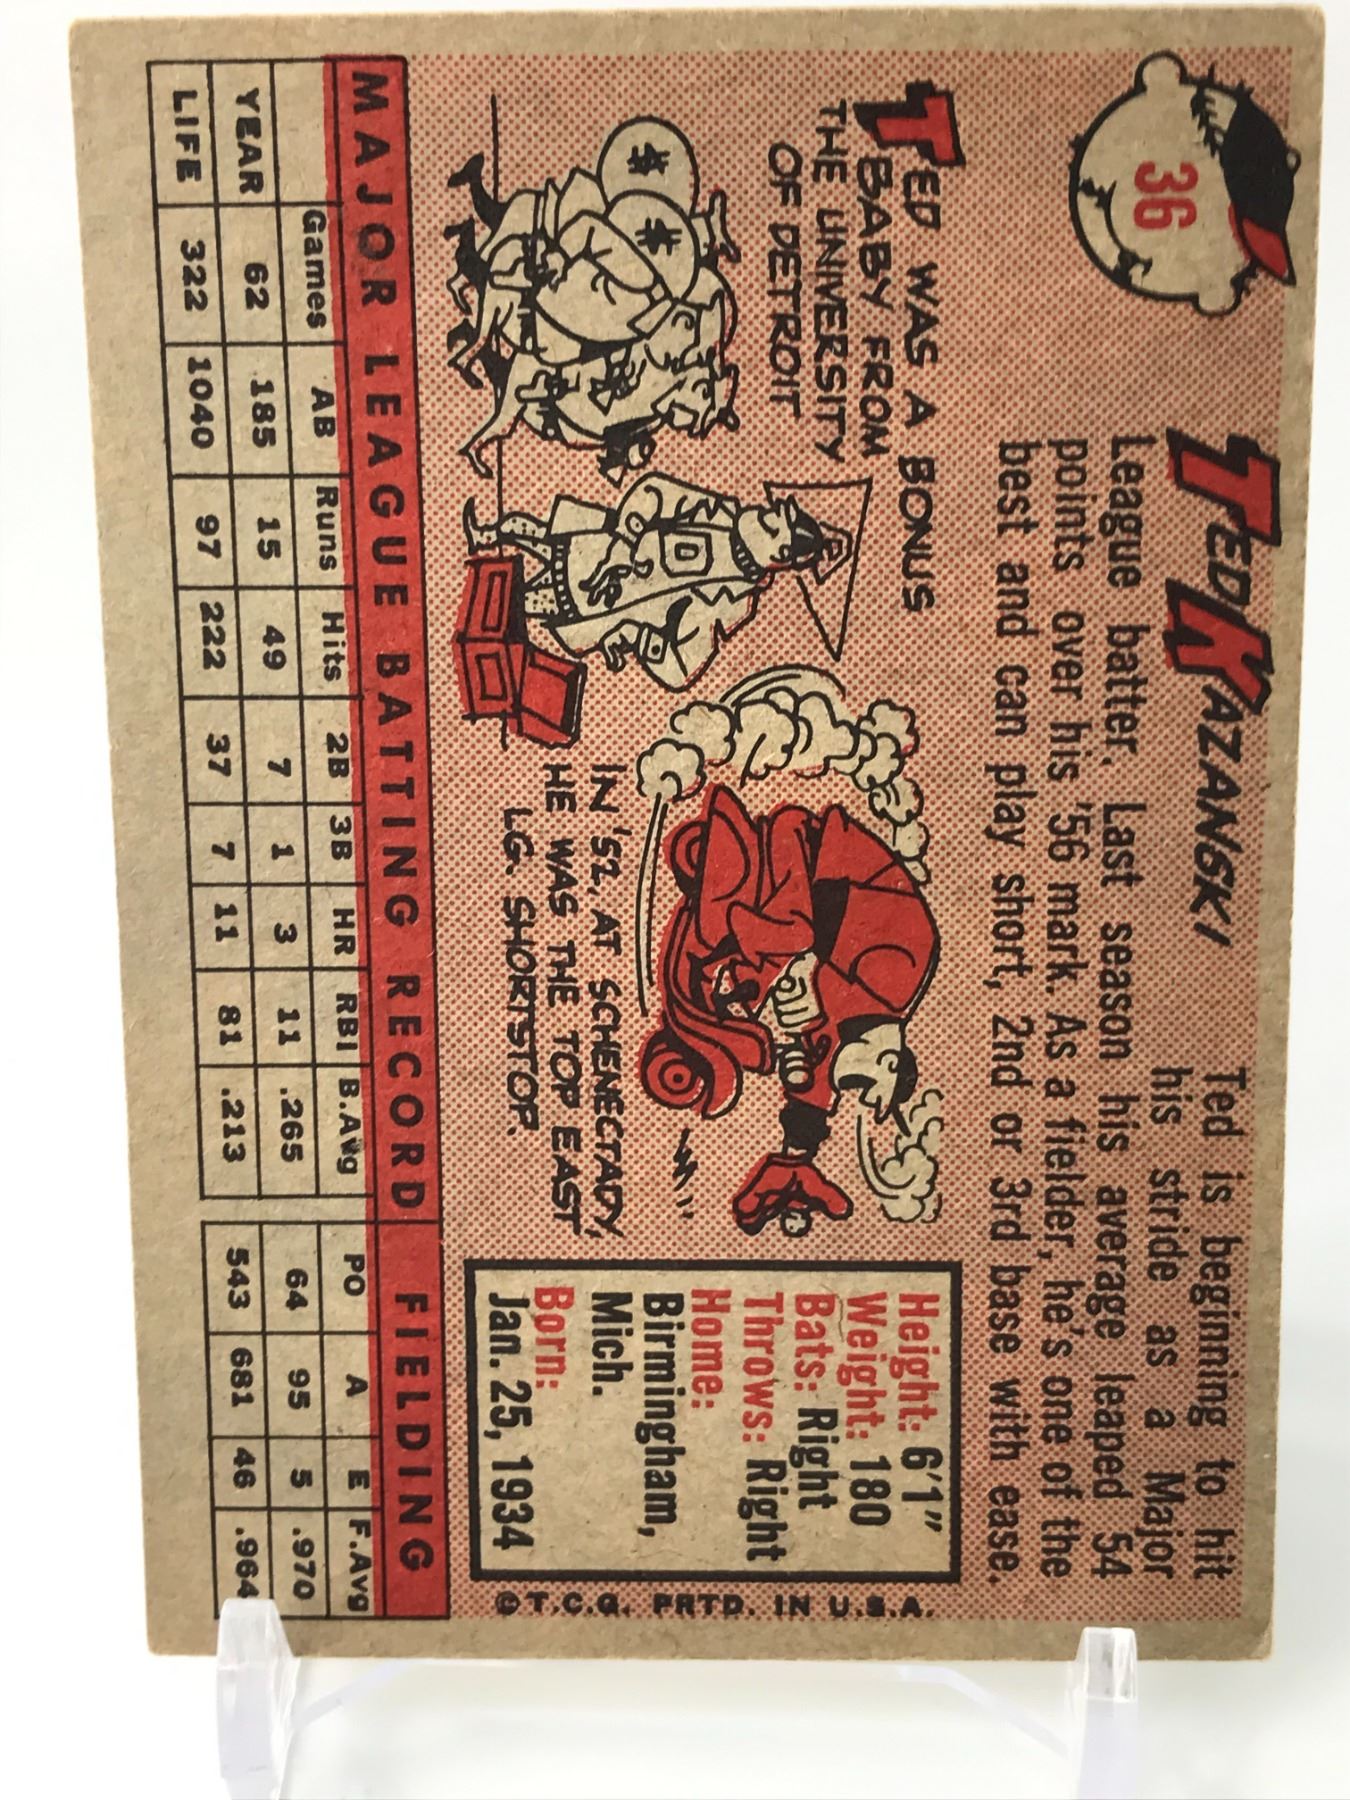 36
TED KAZANSKI
Ted is beginning to hit
his stride as a Major
League batter. Last season his average leaped 54
points over his '56 mark. As a fielder, he's one of the
best and can play short, 2nd or 3rd base with ease.
TED WAS A BONUS
BABY FROM
THE UNIVERSITY
OF DETROIT
$ $
D
IN '52, AT SCHENECTADY,
HE WAS THE TOP EAST
LG. SHORTSTOP.
Height: 6'1"
Weight: 180
Bats: Right
Throws: Right
Home:
Birmingham,
Mich.
Born:
Jan. 25, 1934
©T.C.G. PRTD. IN U.S.A.
MAJOR LEAGUE BATTING RECORD FIELDING
Games AB Runs Hits 2B 3B HR RBI B.Avg PO A E F.Avg
YEAR 62 185 15 49 7 1 3 11 .265 64 95 5 .970
LIFE 322 1040 97 222 37 7 11 81 .213 543 681 46 .964